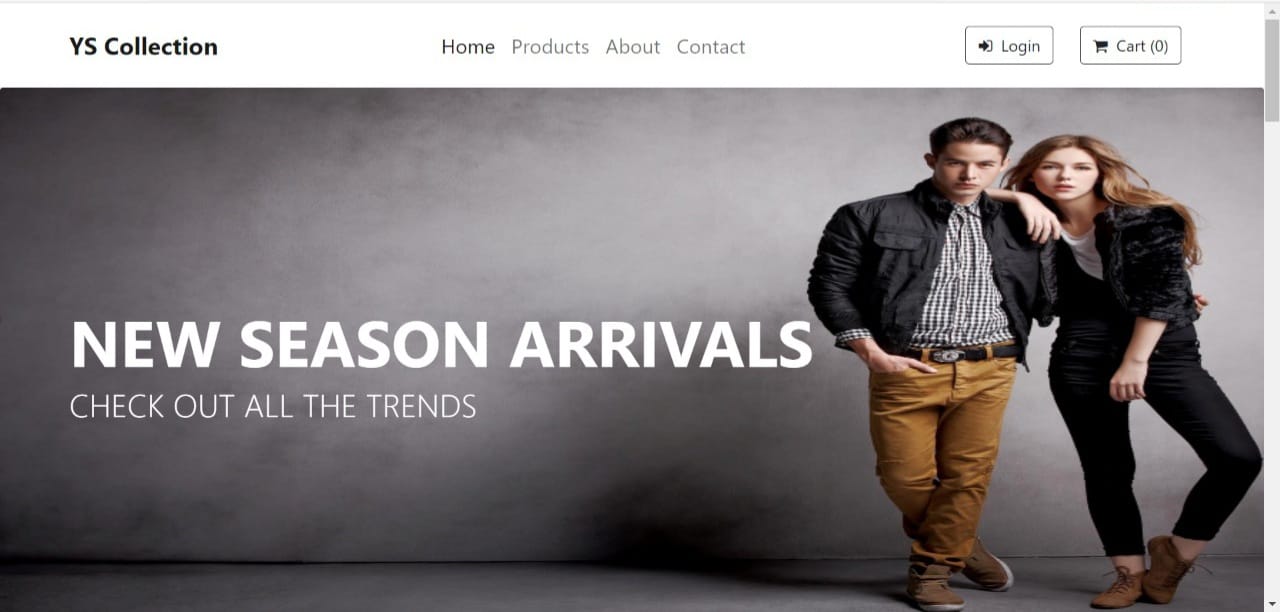 YS Collection Home Products About Contact Login Cart (0)
NEW SEASON ARRIVALS
CHECK OUT ALL THE TRENDS